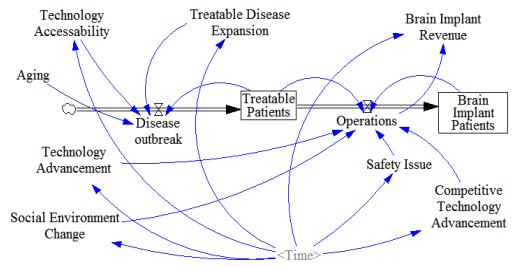 Technology
Accessability
Treatable Disease
Expansion
Brain Implant
Revenue
Aging
Treatable
Patients
Brain
Implant
Patients
Disease
outbreak
Operations
Technology
Advancement
Safety Issue
Competitive
Technology
Advancement
Social Environment
Change
<Time>